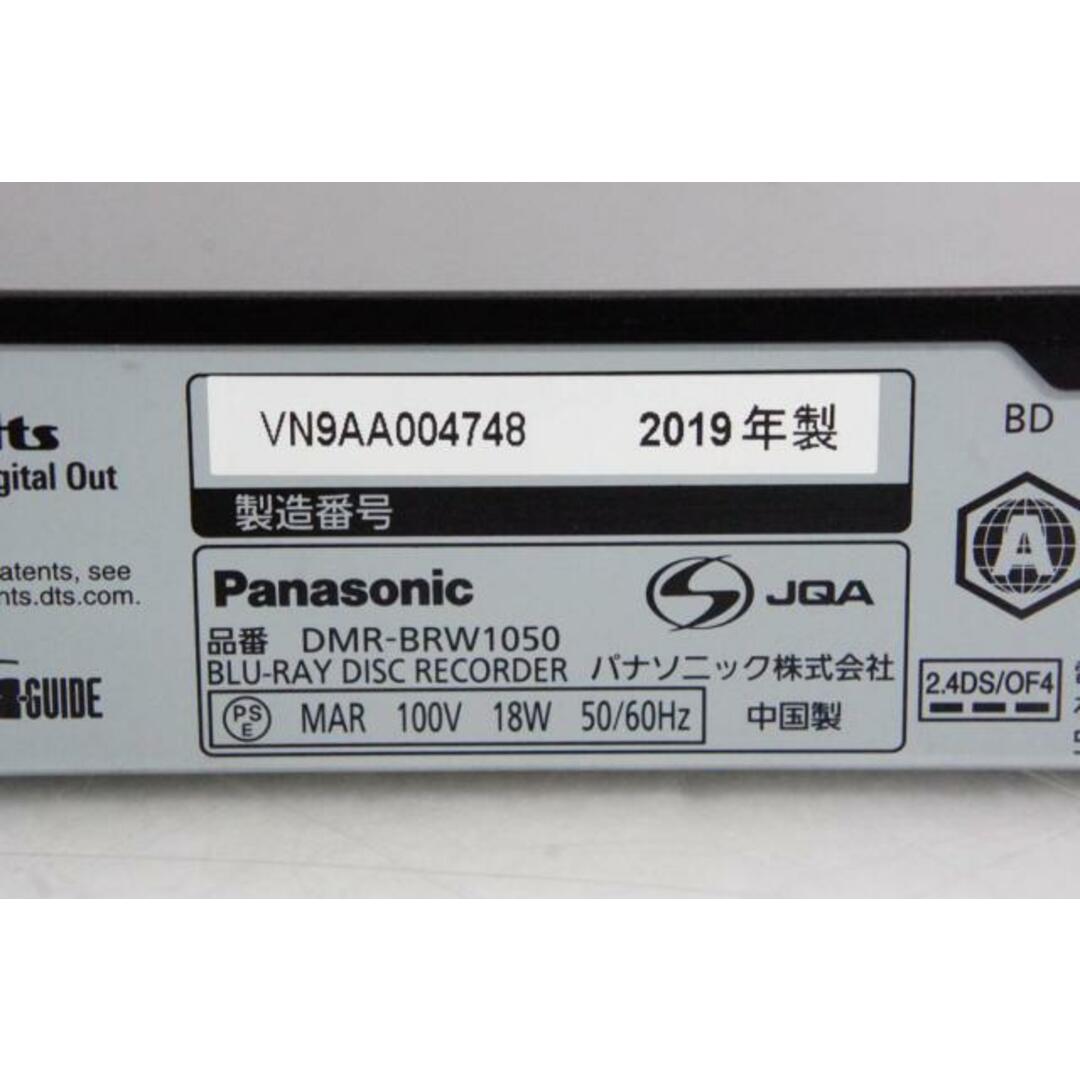 VN9AA004748 2019年製
製造番号
Digital Out
see
nts.dts.com.
GUIDE
Panasonic
JQA
品番 DMR-BRW1050
BLU-RAY DISC RECORDER パナソニック株式会社
PSE MAR 100V 18W 50/60Hz 中国製
BD
A
2.4DS/OF4